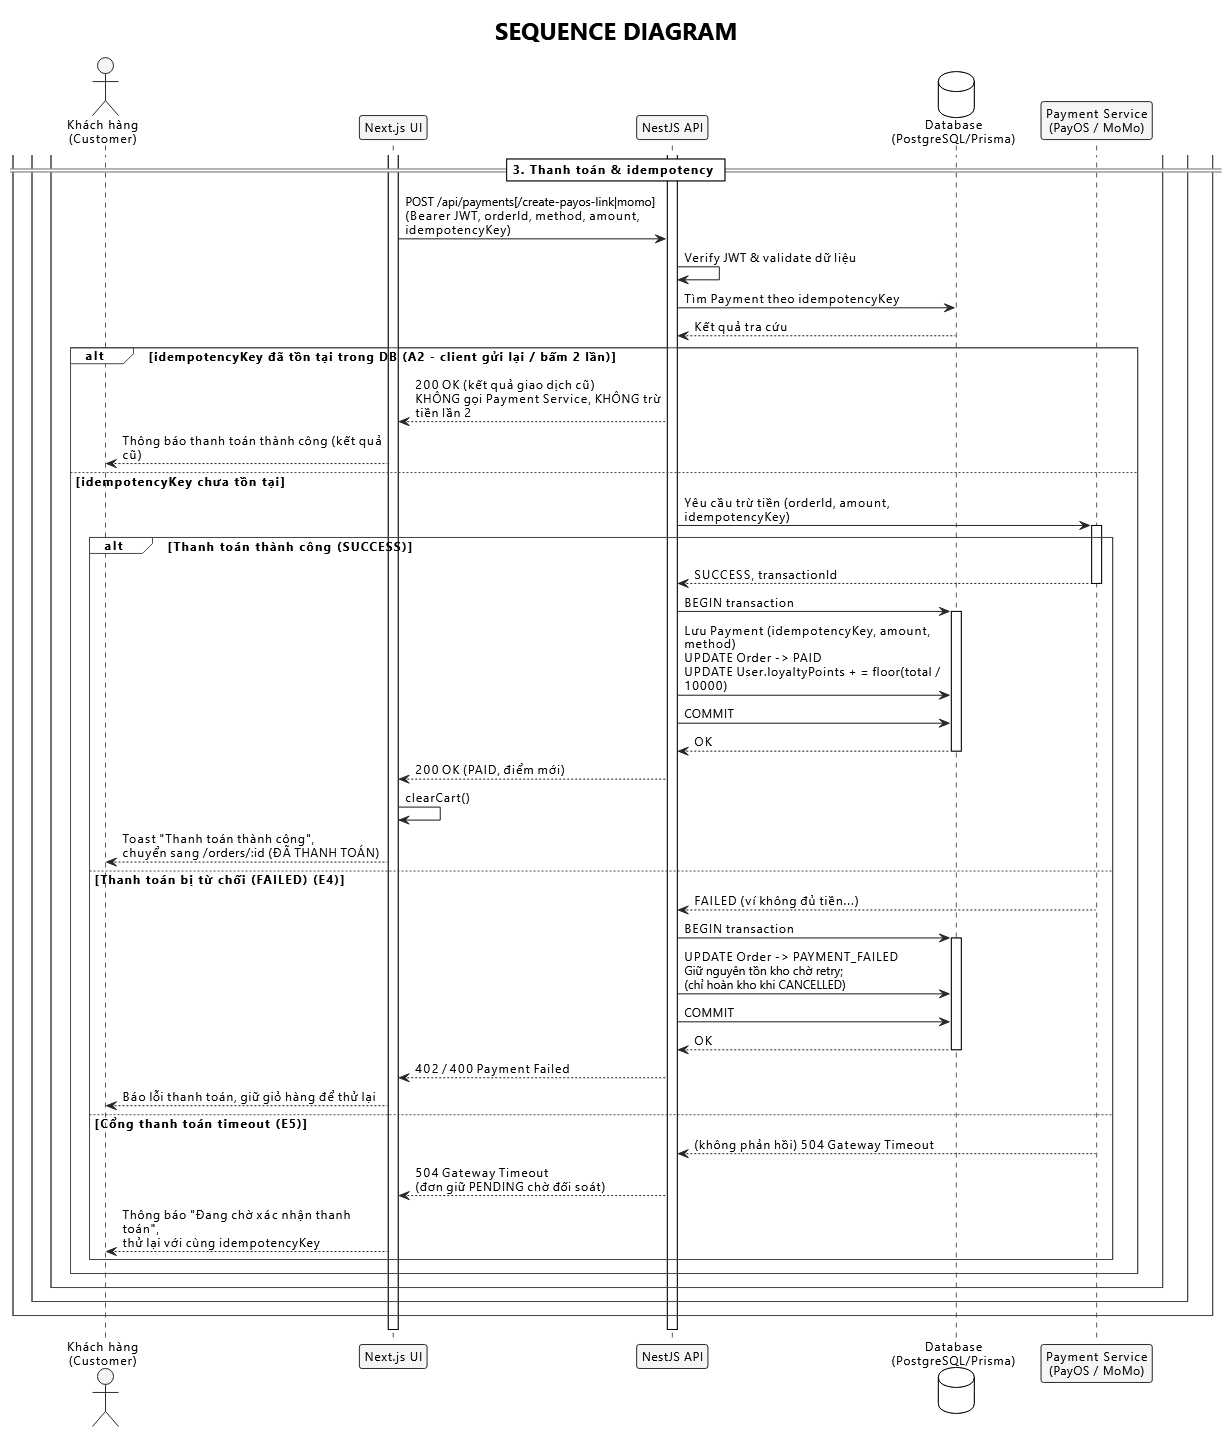 SEQUENCE DIAGRAM
Khách hàng
(Customer)
Next.js UI
NestJS API
Database
(PostgreSQL/Prisma)
Payment Service
(PayOS / MoMo)
3. Thanh toán & idempotency
POST /api/payments[/create-payos-link|momo]
(Bearer JWT, orderId, method, amount,
idempotencyKey)
Verify JWT & validate dữ liệu
Tìm Payment theo idempotencyKey
Kết quả tra cứu
alt
[idempotencyKey đã tồn tại trong DB (A2 - client gửi lại / bấm 2 lần)]
200 OK (kết quả giao dịch cũ)
KHÔNG gọi Payment Service, KHÔNG trừ
tiền lần 2
Thông báo thanh toán thành công (kết quả
cũ)
[idempotencyKey chưa tồn tại]
Yêu cầu trừ tiền (orderId, amount,
idempotencyKey)
alt
[Thanh toán thành công (SUCCESS)]
SUCCESS, transactionId
BEGIN transaction
Lưu Payment (idempotencyKey, amount,
method)
UPDATE Order -> PAID
UPDATE User.loyaltyPoints + = floor(total /
10000)
COMMIT
OK
200 OK (PAID, điểm mới)
clearCart()
Toast "Thanh toán thành công",
chuyển sang /orders/:id (ĐÃ THANH TOÁN)
[Thanh toán bị từ chối (FAILED) (E4)]
FAILED (ví không đủ tiền...)
BEGIN transaction
UPDATE Order -> PAYMENT_FAILED
Giữ nguyên tồn kho chờ retry;
(chỉ hoàn kho khi CANCELLED)
COMMIT
OK
402 / 400 Payment Failed
Báo lỗi thanh toán, giữ giỏ hàng để thử lại
[Cổng thanh toán timeout (E5)]
(không phản hồi) 504 Gateway Timeout
504 Gateway Timeout
(đơn giữ PENDING chờ đối soát)
Thông báo "Đang chờ xác nhận thanh
toán",
thử lại với cùng idempotencyKey
Khách hàng
(Customer)
Next.js UI
NestJS API
Database
(PostgreSQL/Prisma)
Payment Service
(PayOS / MoMo)